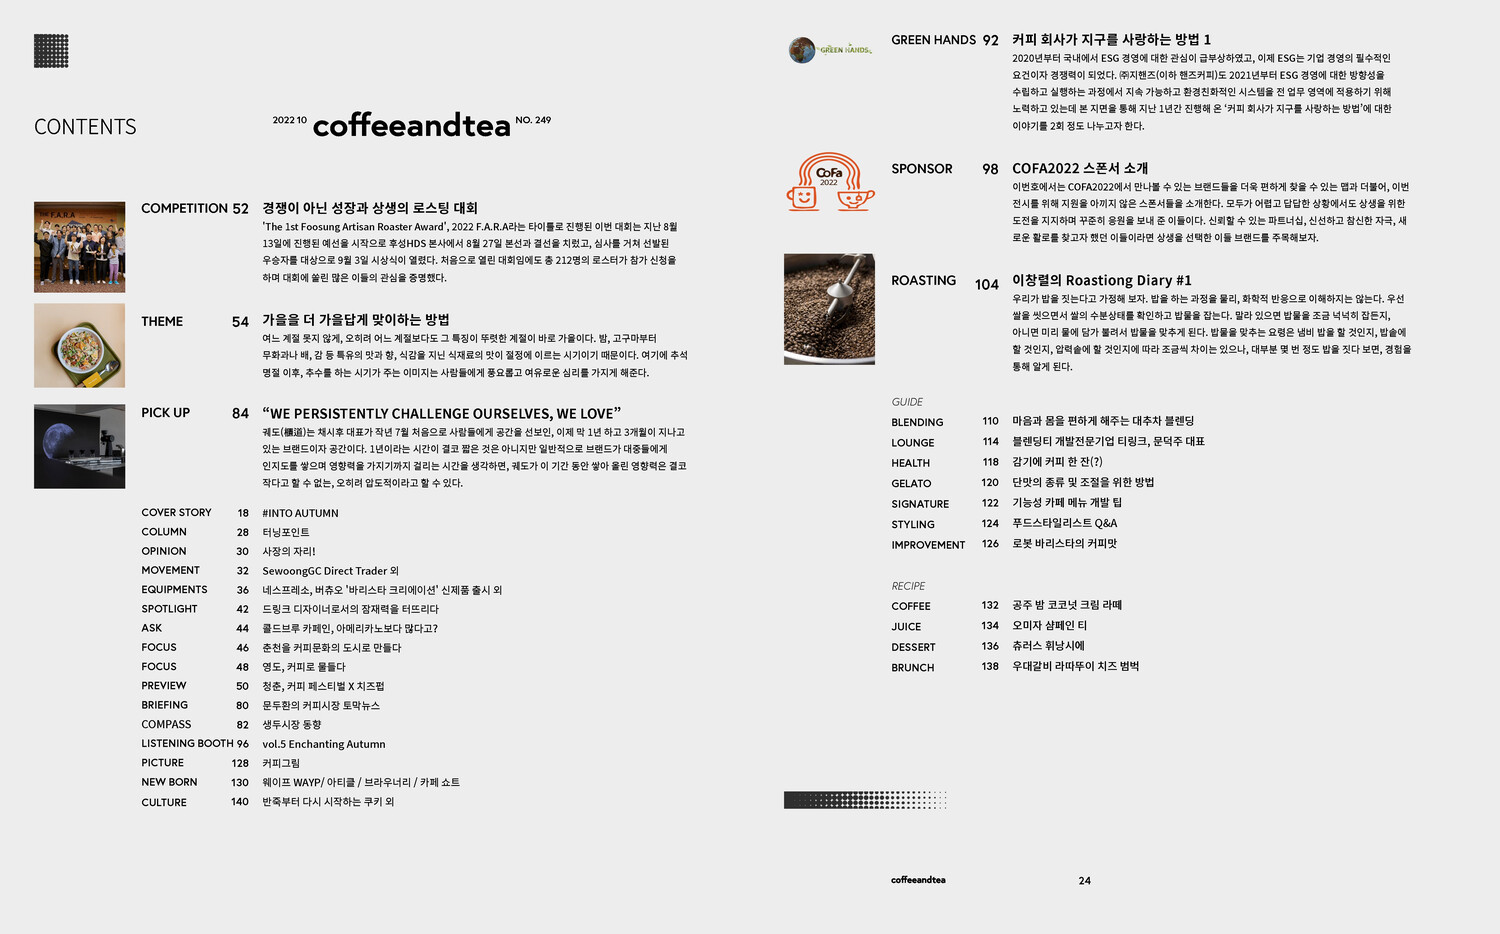 CONTENTS
2022 10 coffeeandtea NO. 249
F.A.R.A
COMPETITION 52 경쟁이 아닌 성장과 상생의 로스팅 대회
'The 1st Foosung Artisan Roaster Award', 2022 F.A.R.A라는 타이틀로 진행된 이번 대회는 지난 8월
13일에 진행된 예선을 시작으로 후성HDS 본사에서 8월 27일 본선과 결선을 치렀고, 심사를 거쳐 선발된
우승자를 대상으로 9월 3일 시상식이 열렸다. 처음으로 열린 대회임에도 총 212명의 로스터가 참가 신청을
하며 대회에 쏠린 많은 이들의 관심을 증명했다.
THEME 54 가을을 더 가을답게 맞이하는 방법
여느 계절 못지 않게, 오히려 어느 계절보다도 그 특징이 뚜렷한 계절이 바로 가을이다. 밤, 고구마부터
무화과나 배, 감 등 특유의 맛과 향, 식감을 지닌 식재료의 맛이 절정에 이르는 시기이기 때문이다. 여기에 추석
명절 이후, 추수를 하는 시기가 주는 이미지는 사람들에게 풍요롭고 여유로운 심리를 가지게 해준다.
PICK UP 84 “WE PERSISTENTLY CHALLENGE OURSELVES, WE LOVE”
궤도(櫃道)는 채시후 대표가 작년 7월 처음으로 사람들에게 공간을 선보인, 이제 막 1년 하고 3개월이 지나고
있는 브랜드이자 공간이다. 1년이라는 시간이 결코 짧은 것은 아니지만 일반적으로 브랜드가 대중들에게
인지도를 쌓으며 영향력을 가지기까지 걸리는 시간을 생각하면, 궤도가 이 기간 동안 쌓아 올린 영향력은 결코
작다고 할 수 없는, 오히려 압도적이라고 할 수 있다.
COVER STORY 18 #INTO AUTUMN
COLUMN 28 터닝포인트
OPINION 30 사장의 자리!
MOVEMENT 32 SewoongGC Direct Trader 외
EQUIPMENTS 36 네스프레소, 버츄오 '바리스타 크리에이션' 신제품 출시 외
SPOTLIGHT 42 드링크 디자이너로서의 잠재력을 터뜨리다
ASK 44 콜드브루 카페인, 아메리카노보다 많다고?
FOCUS 46 춘천을 커피문화의 도시로 만들다
FOCUS 48 영도, 커피로 물들다
PREVIEW 50 청춘, 커피 페스티벌 X 치즈펍
BRIEFING 80 문두환의 커피시장 토막뉴스
COMPASS 82 생두시장 동향
LISTENING BOOTH 96 vol.5 Enchanting Autumn
PICTURE 128 커피그림
NEW BORN 130 웨이프 WAYP/ 아티클 / 브라우너리 / 카페 쇼트
CULTURE 140 반죽부터 다시 시작하는 쿠키 외
GREEN HANDS
GREEN HANDS 92 커피 회사가 지구를 사랑하는 방법 1
2020년부터 국내에서 ESG 경영에 대한 관심이 급부상하였고, 이제 ESG는 기업 경영의 필수적인
요건이자 경쟁력이 되었다. ㈜지핸즈(이하 핸즈커피)도 2021년부터 ESG 경영에 대한 방향성을
수립하고 실행하는 과정에서 지속 가능하고 환경친화적인 시스템을 전 업무 영역에 적용하기 위해
노력하고 있는데 본 지면을 통해 지난 1년간 진행해 온 ‘커피 회사가 지구를 사랑하는 방법’에 대한
이야기를 2회 정도 나누고자 한다.
CoFa
2022
SPONSOR 98 COFA2022 스폰서 소개
이번호에서는 COFA2022에서 만나볼 수 있는 브랜드들을 더욱 편하게 찾을 수 있는 맵과 더불어, 이번
전시를 위해 지원을 아끼지 않은 스폰서들을 소개한다. 모두가 어렵고 답답한 상황에서도 상생을 위한
도전을 지지하며 꾸준히 응원을 보내 준 이들이다. 신뢰할 수 있는 파트너십, 신선하고 참신한 자극, 새
로운 활로를 찾고자 했던 이들이라면 상생을 선택한 이들 브랜드를 주목해보자.
ROASTING 104 이창렬의 Roastiong Diary #1
우리가 밥을 짓는다고 가정해 보자. 밥을 하는 과정을 물리, 화학적 반응으로 이해하지는 않는다. 우선
쌀을 씻으면서 쌀의 수분상태를 확인하고 밥물을 잡는다. 말라 있으면 밥물을 조금 넉넉히 잡든지,
아니면 미리 물에 담가 불려서 밥물을 맞추게 된다. 밥물을 맞추는 요령은 냄비 밥을 할 것인지, 밥솥에
할 것인지, 압력솥에 할 것인지에 따라 조금씩 차이는 있으나, 대부분 몇 번 정도 밥을 짓다 보면, 경험을
통해 알게 된다.
GUIDE
BLENDING 110 마음과 몸을 편하게 해주는 대추차 블렌딩
LOUNGE 114 블렌딩티 개발전문기업 티링크, 문덕주 대표
HEALTH 118 감기에 커피 한 잔(?)
GELATO 120 단맛의 종류 및 조절을 위한 방법
SIGNATURE 122 기능성 카페 메뉴 개발 팁
STYLING 124 푸드스타일리스트 Q&A
IMPROVEMENT 126 로봇 바리스타의 커피맛
RECIPE
COFFEE 132 공주 밤 코코넛 크림 라떼
JUICE 134 오미자 샴페인 티
DESSERT 136 츄러스 휘낭시에
BRUNCH 138 우대갈비 라따뚜이 치즈 범벅
coffeeandtea 24